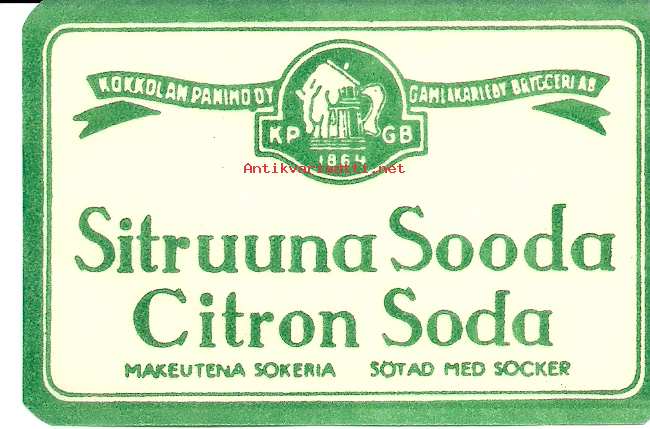 KOKKOLAN PANIMO OY GAMLAKARLEBY BRYGGERI AB
KP GB
1864
Antikvariaatti.net
Sitruuna Sooda
Citron Soda
MAKEUTENA SOKERIA SÖTAD MED SOCKER